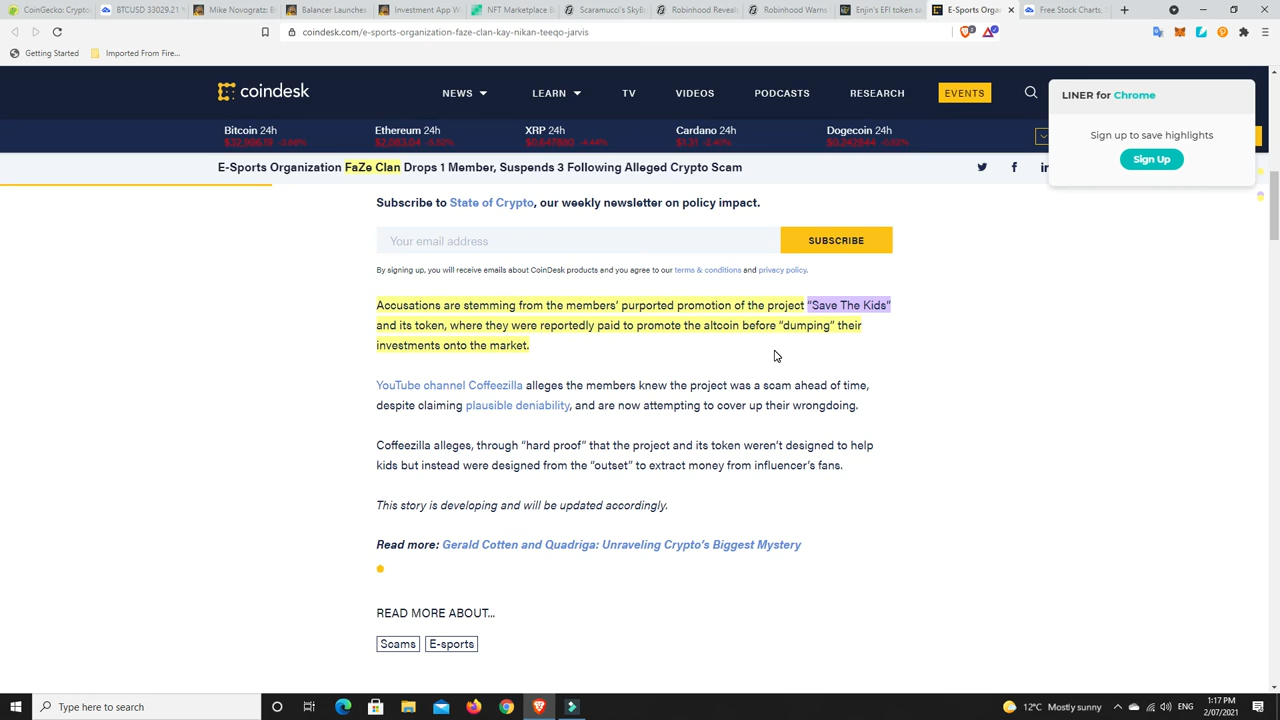 CoinGecko: Crypto
BTCUSD 33029.21
Mike Novogratz: B
Balancer Launches
Investment App W
NFT Marketplace B
Scaramucci's SkyB
Robinhood Reveals
Robinhood Warns
Enjin's EFI token s
E-Sports Orga
Free Stock Charts,
coindesk.com/e-sports-organization-faze-clan-kay-nikan-teeqo-jarvis
Getting Started
Imported From Fire...
coindesk
NEWS
LEARN
TV
VIDEOS
PODCASTS
RESEARCH
EVENTS
LINER for Chrome
Sign up to save highlights
Sign Up
Bitcoin 24h
Ethereum 24h
XRP 24h
Cardano 24h
Dogecoin 24h
E-Sports Organization FaZe Clan Drops 1 Member, Suspends 3 Following Alleged Crypto Scam
Subscribe to State of Crypto, our weekly newsletter on policy impact.
Your email address
SUBSCRIBE
By signing up, you will receive emails about CoinDesk products and you agree to our terms & conditions and privacy policy.
Accusations are stemming from the members' purported promotion of the project “Save The Kids”
and its token, where they were reportedly paid to promote the altcoin before “dumping” their
investments onto the market.
YouTube channel Coffeezilla alleges the members knew the project was a scam ahead of time,
despite claiming plausible deniability, and are now attempting to cover up their wrongdoing.
Coffeezilla alleges, through “hard proof” that the project and its token weren’t designed to help
kids but instead were designed from the “outset” to extract money from influencer’s fans.
This story is developing and will be updated accordingly.
Read more: Gerald Cotten and Quadriga: Unraveling Crypto’s Biggest Mystery
READ MORE ABOUT...
Scams
E-sports
Type here to search
12°C Mostly sunny
1:17 PM
2/07/2021